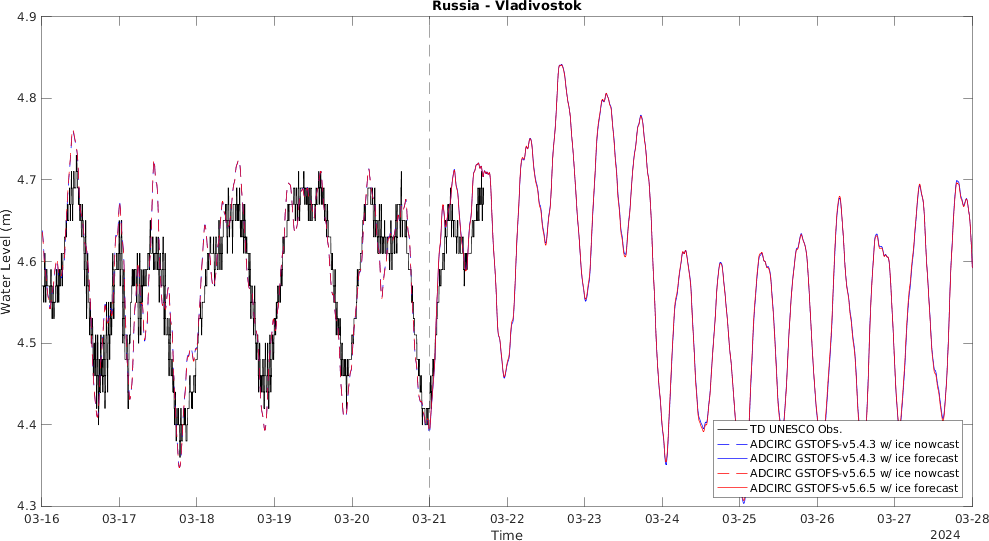 Russia - Vladivostok
Water Level (m)
4.9
4.8
4.7
4.6
4.5
4.4
4.3
TD UNESCO Obs.
ADCIRC GSTOFS-v5.4.3 w/ ice nowcast
ADCIRC GSTOFS-v5.4.3 w/ ice forecast
ADCIRC GSTOFS-v5.6.5 w/ ice nowcast
ADCIRC GSTOFS-v5.6.5 w/ ice forecast
03-16 03-17 03-18 03-19 03-20 03-21 03-22 03-23 03-24 03-25 03-26 03-27 03-28
Time
2024